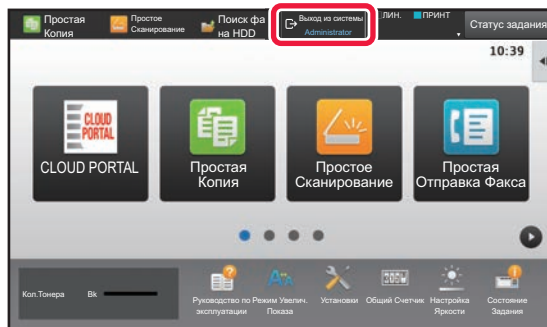 Простая
Копия
Простое
Сканирование
Поиск фа
на HDD
Выход из системы
Administrator
ЛИН.
ПРИНТ
Статус задания
10:39
CLOUD
PORTAL
CLOUD PORTAL
Простая
Копия
Простое
Сканирование
Простая
Отправка Факса
Кол.Тонера
Bk
Руководство по
эксплуатации
Режим Увелич.
Показа
Установки
Общий Счетчик
Настройка
Яркости
Состояние
Задания